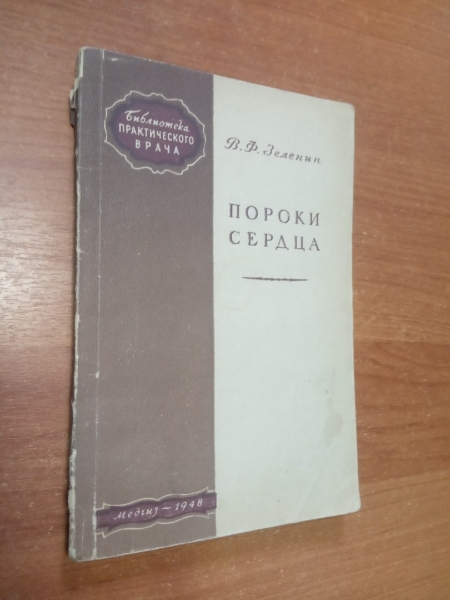 Библиотека
ПРАКТИЧЕСКОГО
ВРАЧА
В. Ф. Зеленин
ПОРОКИ
СЕРДЦА
Медгиз — 1948